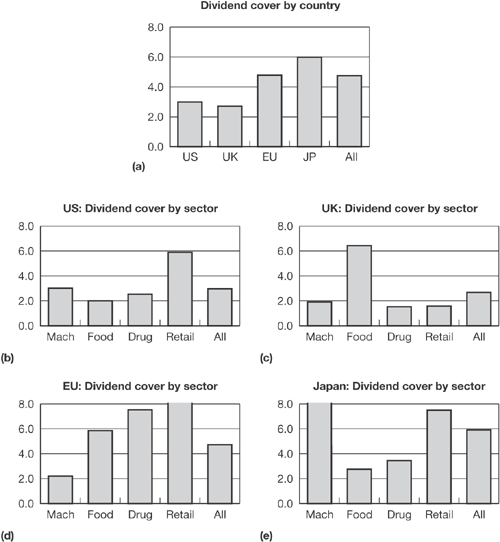 Dividend cover by country
8.0
6.0
4.0
2.0
0.0
US UK EU JP All
(a)
US: Dividend cover by sector
8.0
6.0
4.0
2.0
0.0
Mach Food Drug Retail All
(b)
UK: Dividend cover by sector
8.0
6.0
4.0
2.0
0.0
Mach Food Drug Retail All
(c)
EU: Dividend cover by sector
8.0
6.0
4.0
2.0
0.0
Mach Food Drug Retail All
(d)
Japan: Dividend cover by sector
8.0
6.0
4.0
2.0
0.0
Mach Food Drug Retail All
(e)